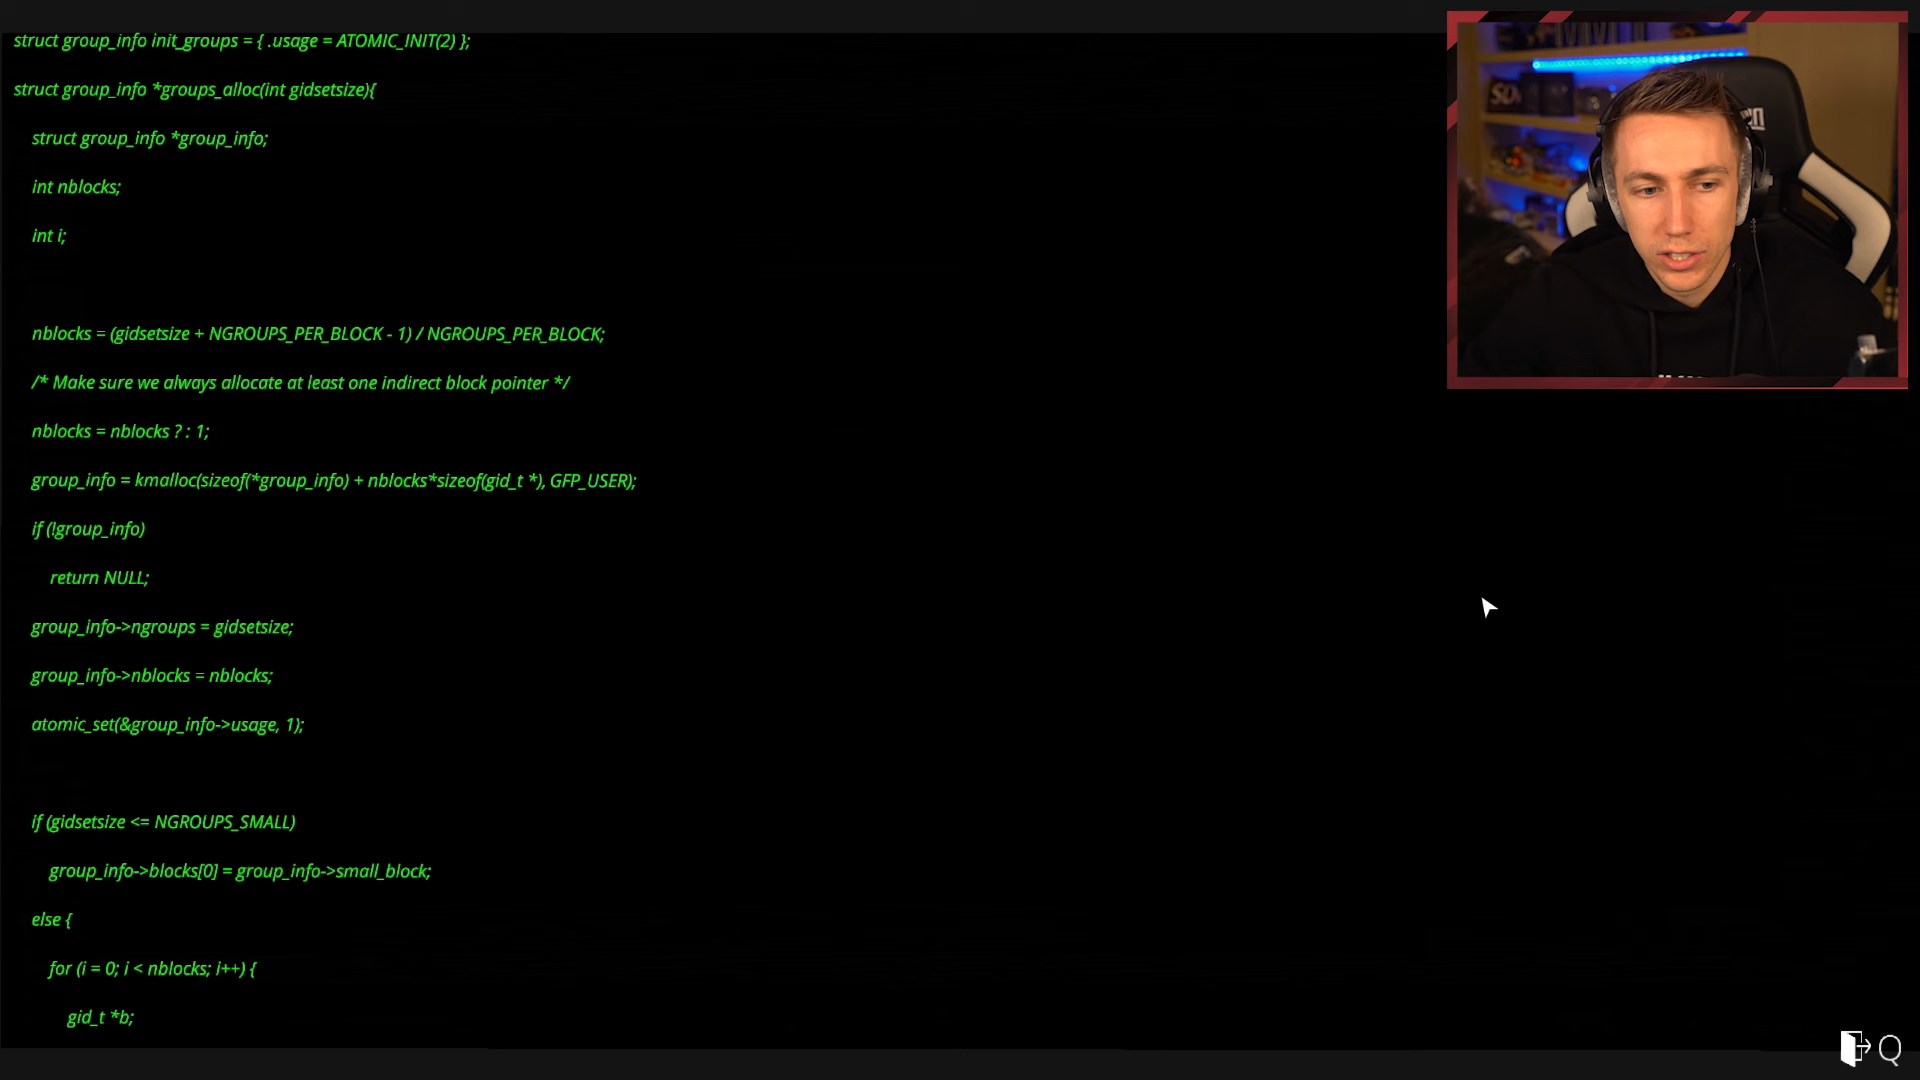 struct group_info init_groups = { .usage = ATOMIC_INIT(2) };
struct group_info *groups_alloc(int gidsetsize){
struct group_info *group_info;
int nblocks;
int i;
nblocks = (gidsetsize + NGROUPS_PER_BLOCK - 1) / NGROUPS_PER_BLOCK;
/* Make sure we always allocate at least one indirect block pointer */
nblocks = nblocks ? : 1;
group_info = kmalloc(sizeof(*group_info) + nblocks*sizeof(gid_t *), GFP_USER);
if (!group_info)
return NULL;
group_info->ngroups = gidsetsize;
group_info->nblocks = nblocks;
atomic_set(&group_info->usage, 1);
if (gidsetsize <= NGROUPS_SMALL)
group_info->blocks[0] = group_info->small_block;
else {
for (i = 0; i < nblocks; i++) {
gid_t *b;
Q